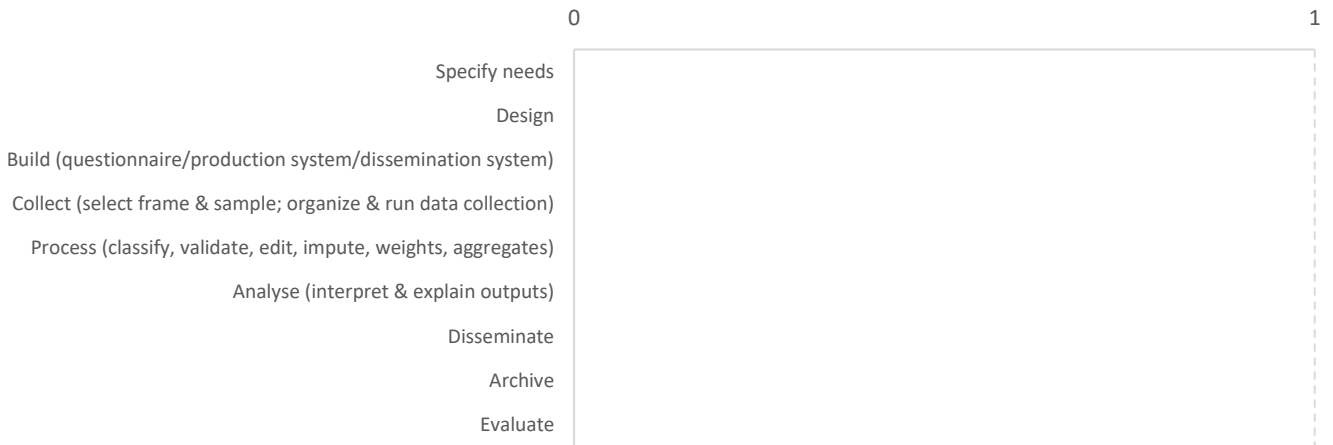 0 1
Specify needs
Design
Build (questionnaire/production system/dissemination system)
Collect (select frame & sample; organize & run data collection)
Process (classify, validate, edit, impute, weights, aggregates)
Analyse (interpret & explain outputs)
Disseminate
Archive
Evaluate